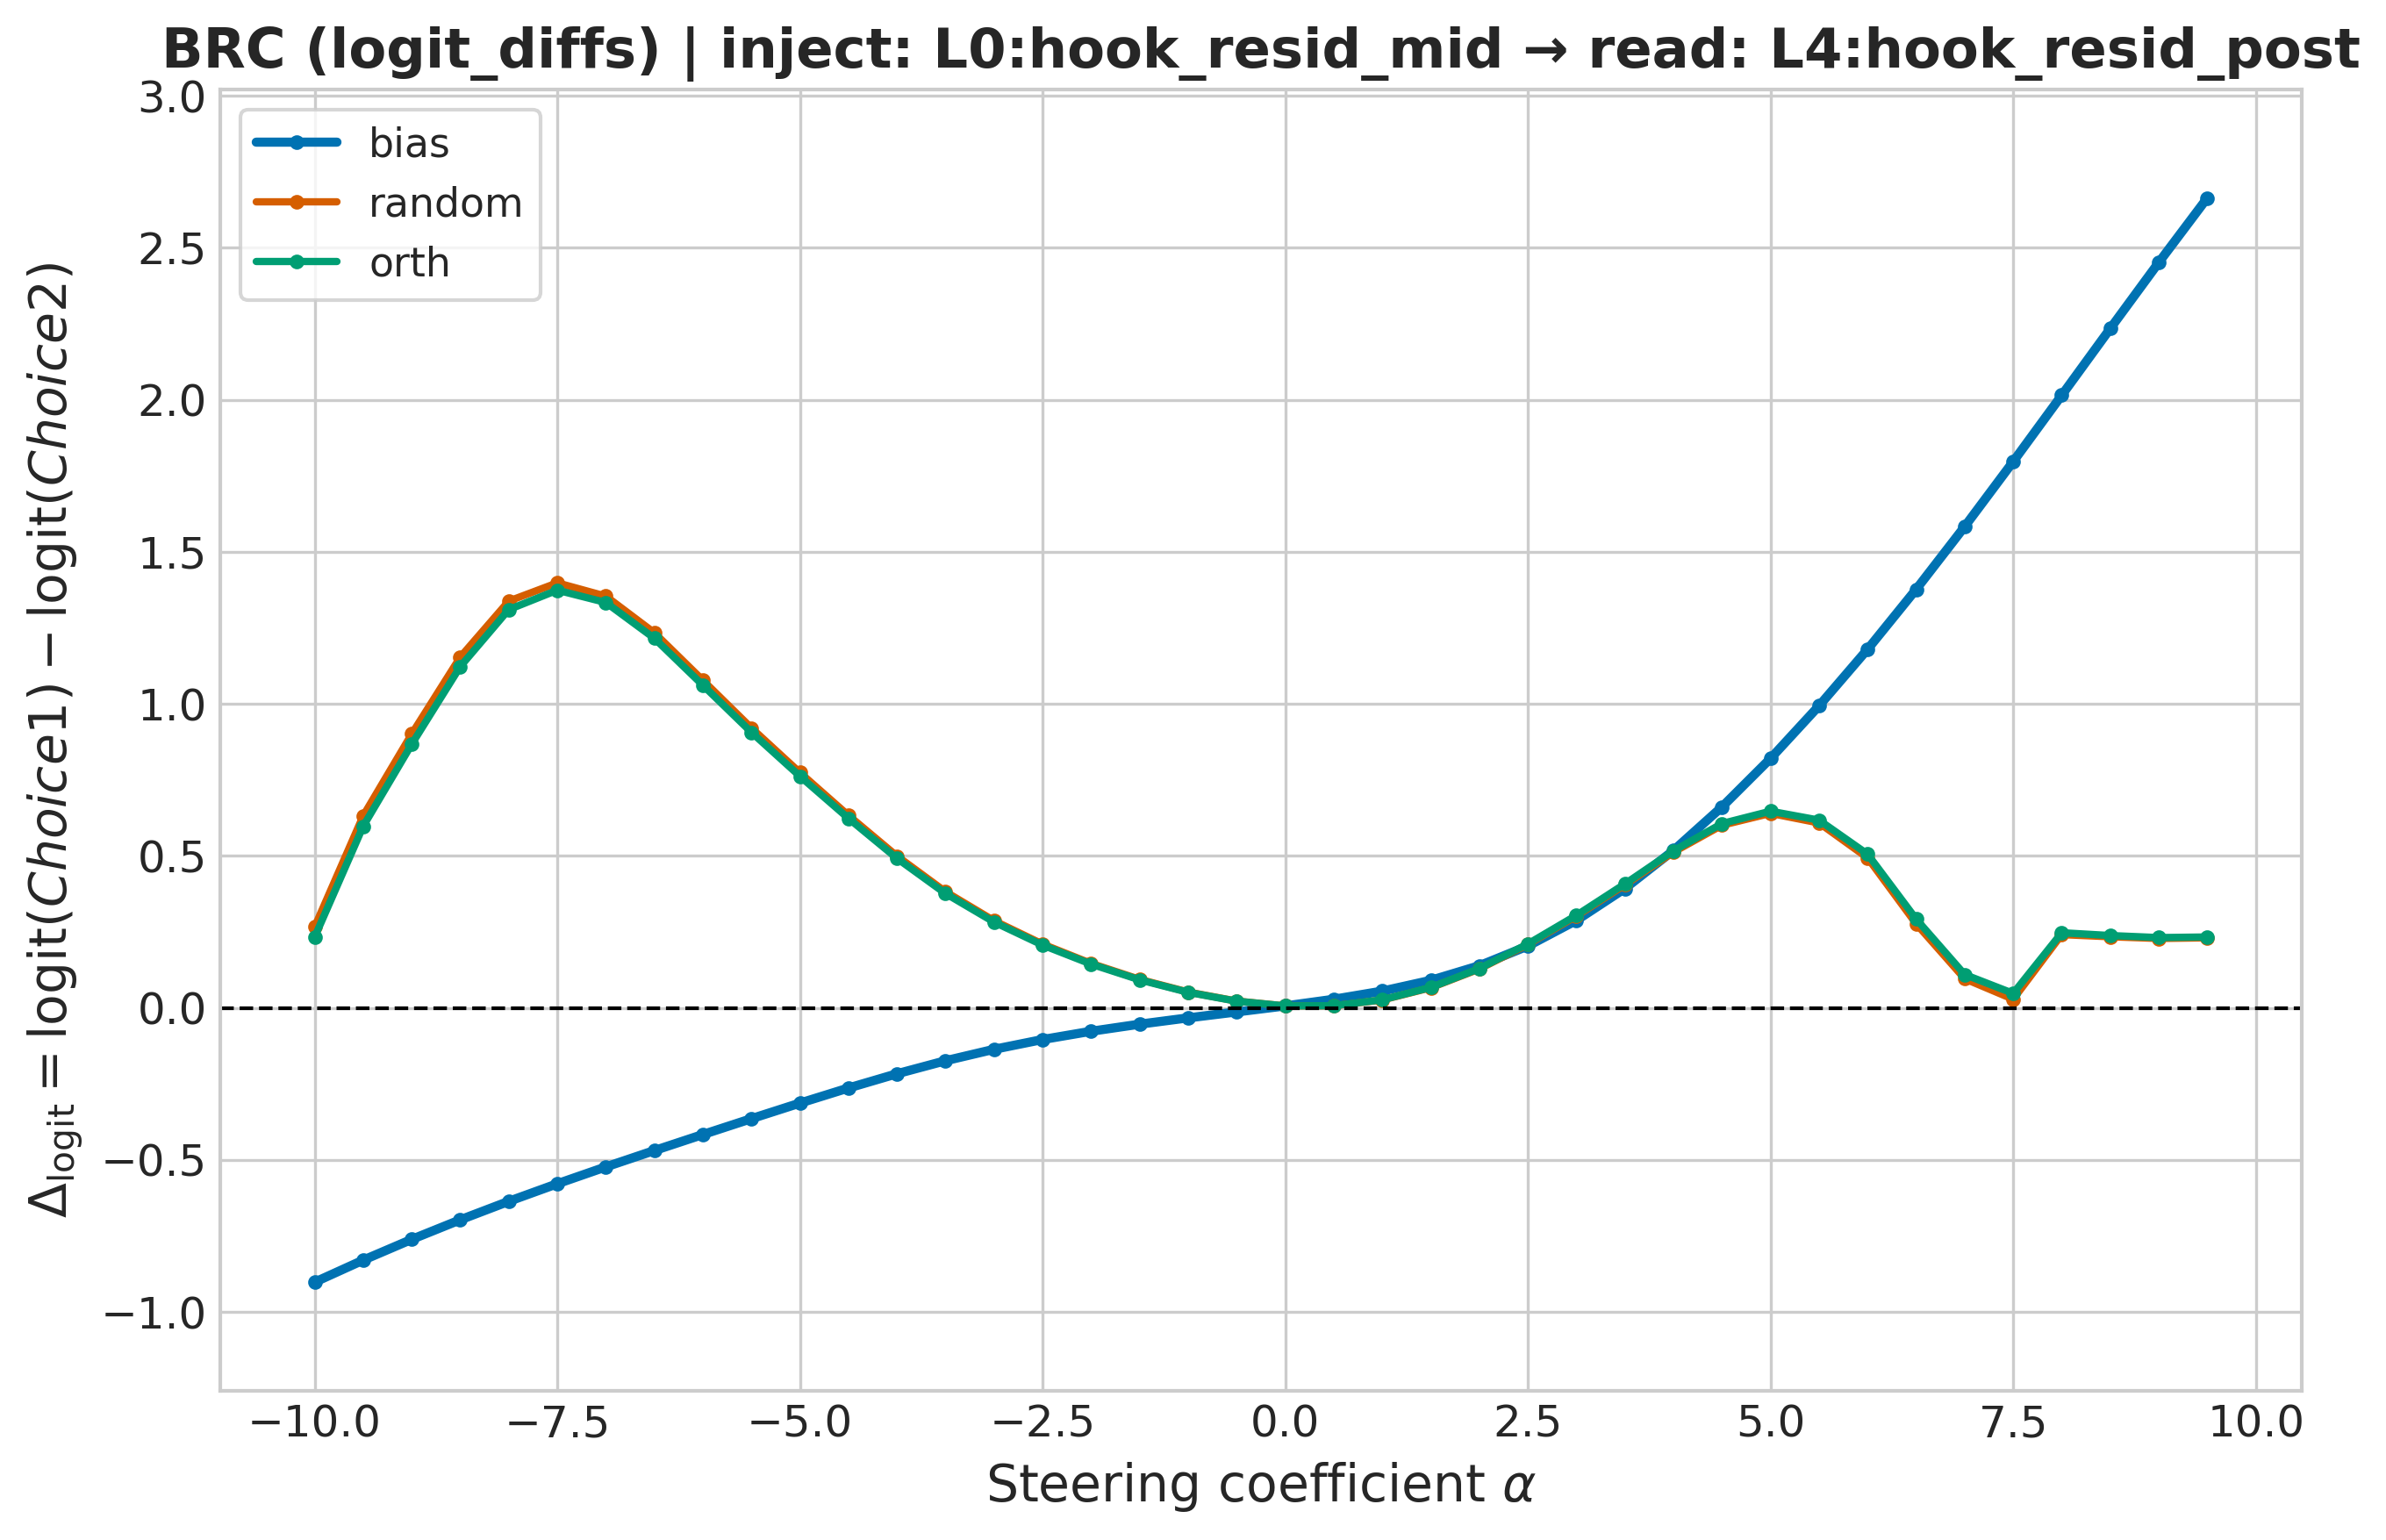 BRC (logit_diffs) | inject: L0:hook_resid_mid → read: L4:hook_resid_post
bias
random
orth
3.0
2.5
2.0
1.5
1.0
0.5
0.0
−0.5
−1.0
Δlogit = logit(Choice1) − logit(Choice2)
−10.0 −7.5 −5.0 −2.5 0.0 2.5 5.0 7.5 10.0
Steering coefficient α